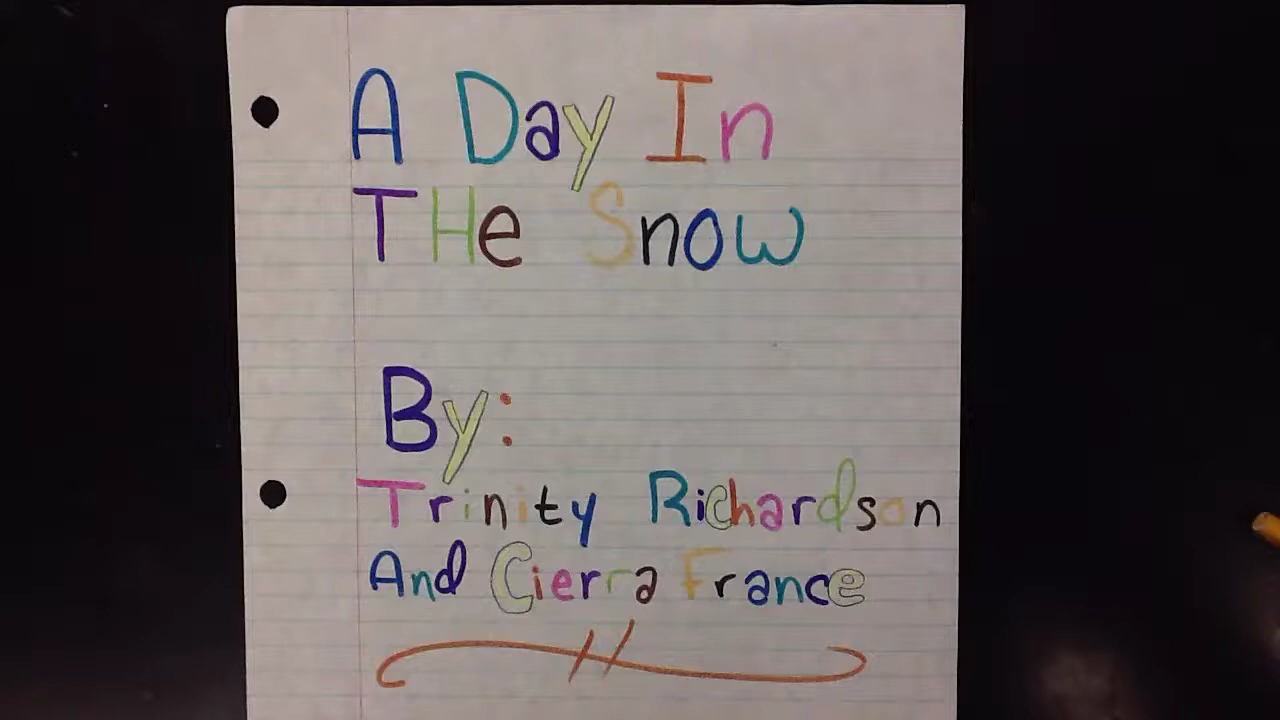 A Day In
THe Snow
By:
Trinity Richardson
And Cierra France